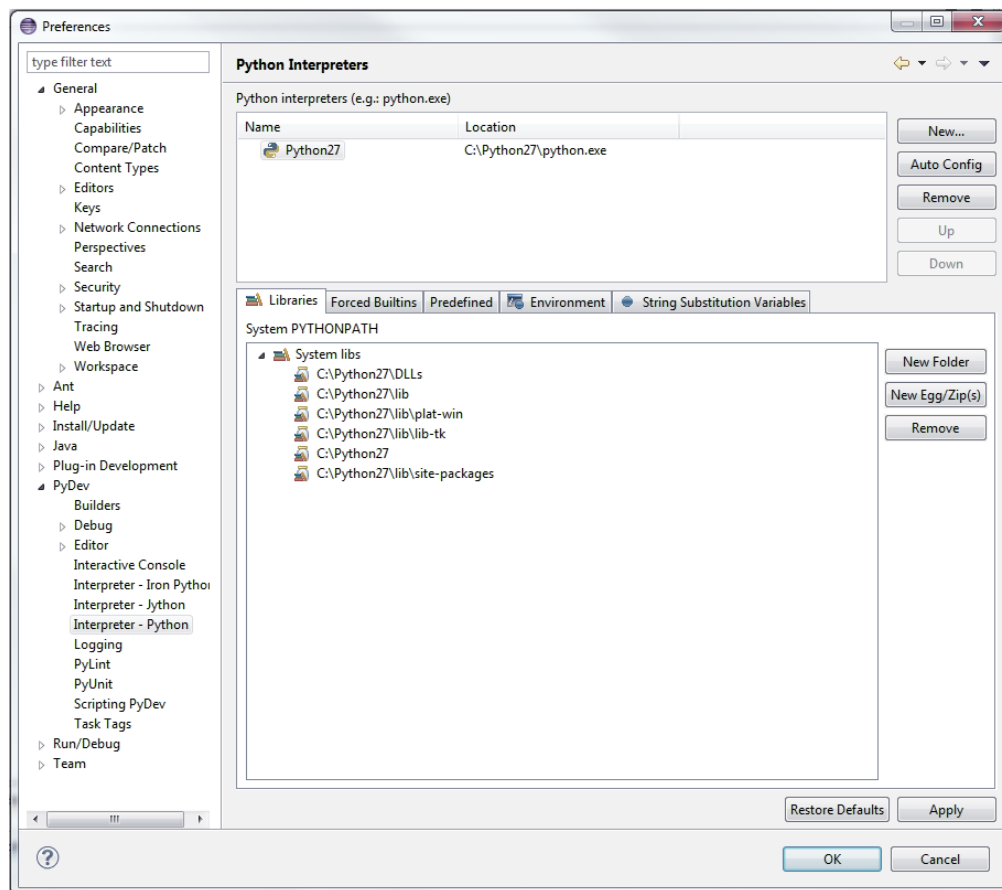 Preferences
type filter text
General
Appearance
Capabilities
Compare/Patch
Content Types
Editors
Keys
Network Connections
Perspectives
Search
Security
Startup and Shutdown
Tracing
Web Browser
Workspace
Ant
Help
Install/Update
Java
Plug-in Development
PyDev
Builders
Debug
Editor
Interactive Console
Interpreter - Iron Pytho
Interpreter - Jython
Interpreter - Python
Logging
PyLint
PyUnit
Scripting PyDev
Task Tags
Run/Debug
Team
Python Interpreters
Python interpreters (e.g.: python.exe)
Name Location
Python27 C:\Python27\python.exe
New...
Auto Config
Remove
Up
Down
Libraries Forced Builtins Predefined Environment String Substitution Variables
System PYTHONPATH
System libs
C:\Python27\DLLs
C:\Python27\lib
C:\Python27\lib\plat-win
C:\Python27\lib\lib-tk
C:\Python27
C:\Python27\lib\site-packages
New Folder
New Egg/Zip(s)
Remove
Restore Defaults Apply
OK Cancel